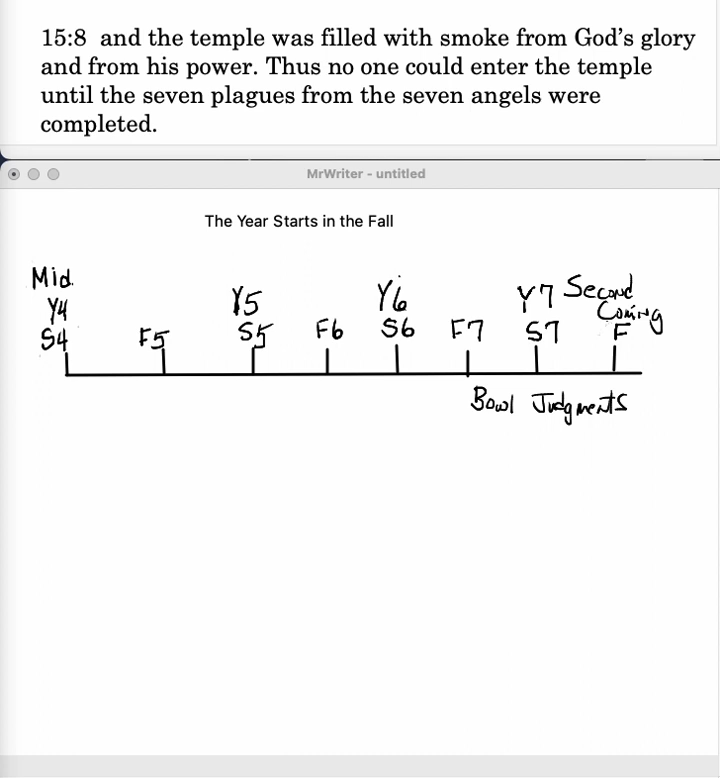 15:8 and the temple was filled with smoke from God’s glory
and from his power. Thus no one could enter the temple
until the seven plagues from the seven angels were
completed.
MrWriter - untitled
The Year Starts in the Fall
Mid.
Y4 Y5 Y6 Y7 Second
Coming
S4 F5 S5 F6 S6 F7 S7 F
Bowl Judgments